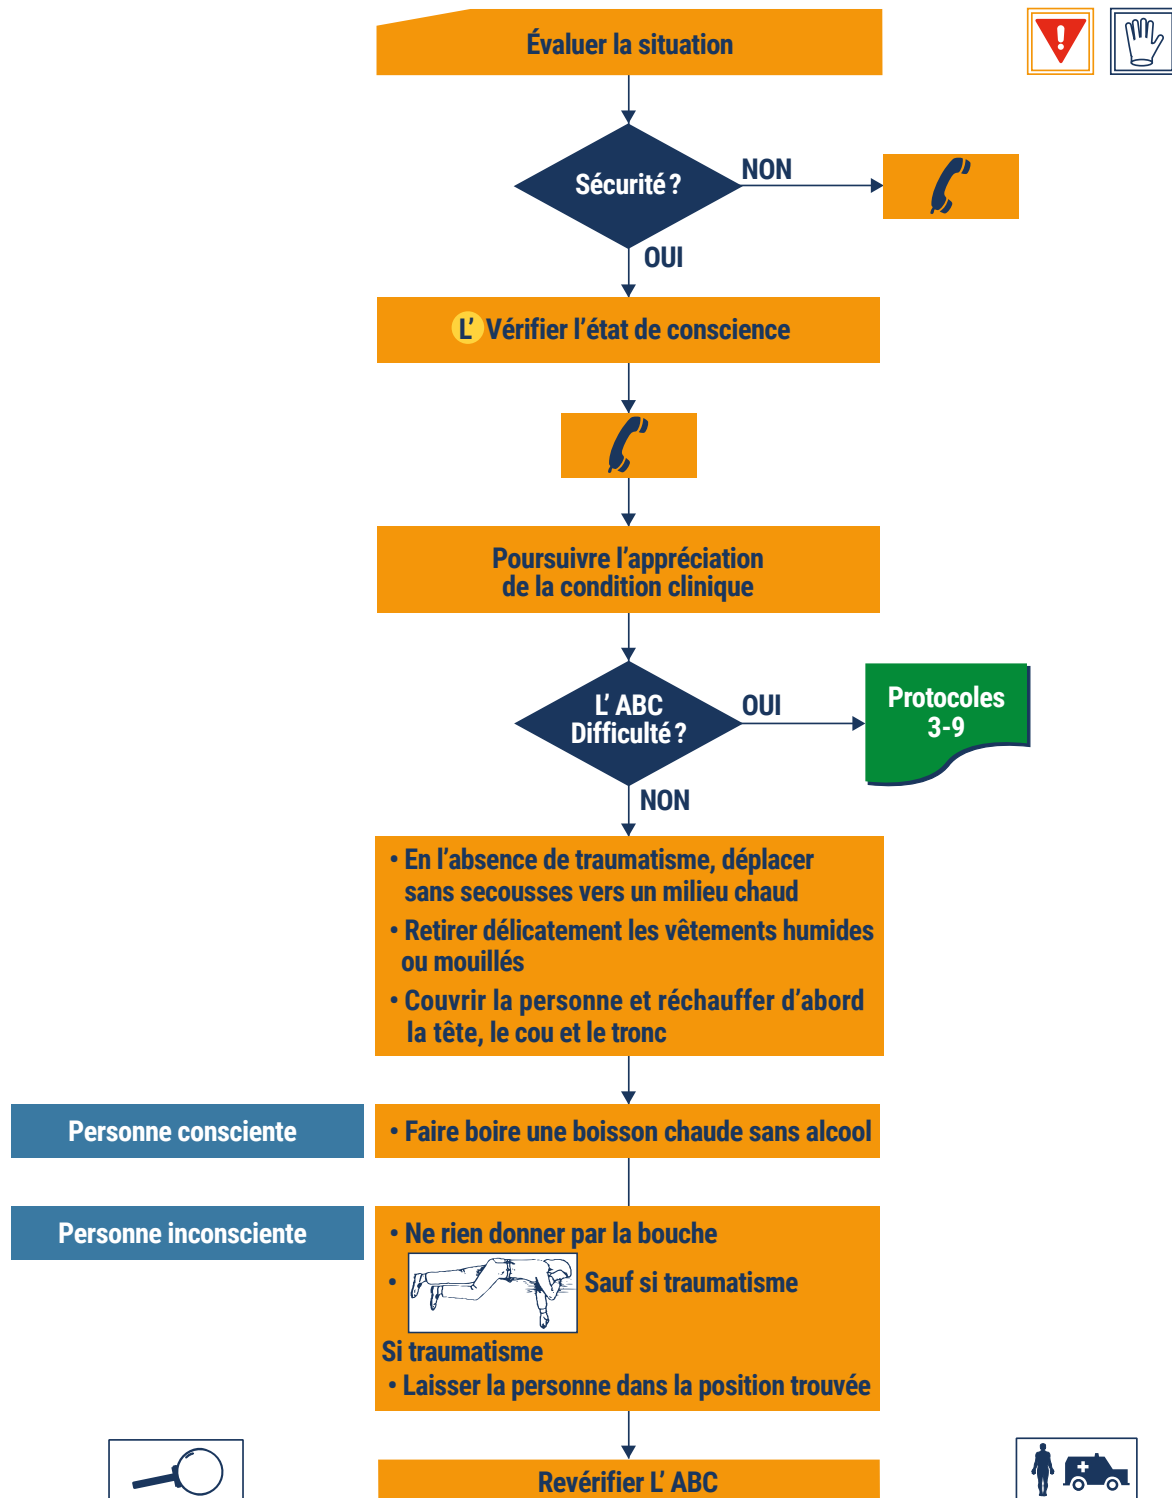 Évaluer la situation
Sécurité ?
NON
OUI
L' Vérifier l’état de conscience
Poursuivre l’appréciation
de la condition clinique
L’ ABC
Difficulté ?
OUI
Protocoles
3-9
NON
• En l’absence de traumatisme, déplacer
sans secousses vers un milieu chaud
• Retirer délicatement les vêtements humides
ou mouillés
• Couvrir la personne et réchauffer d’abord
la tête, le cou et le tronc
Personne consciente
• Faire boire une boisson chaude sans alcool
Personne inconsciente
• Ne rien donner par la bouche
• Sauf si traumatisme
Si traumatisme
• Laisser la personne dans la position trouvée
Revérifier L’ ABC